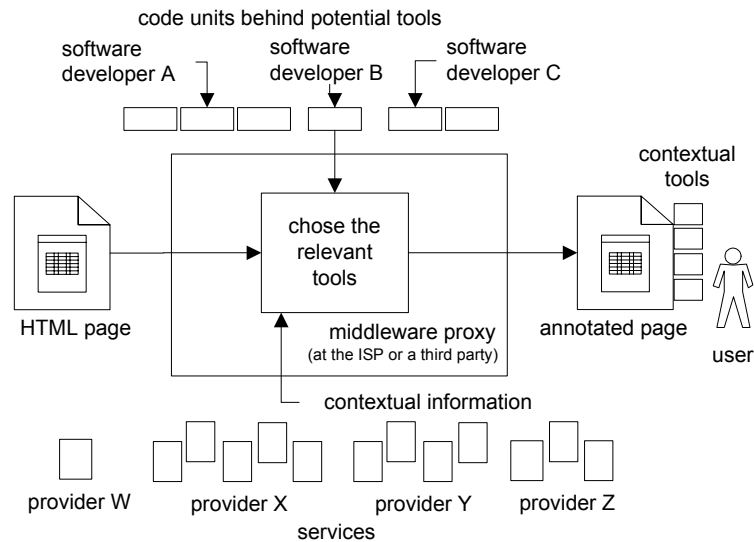 code units behind potential tools
software
developer A
software
developer B
software
developer C
contextual
tools
chose the
relevant
tools
HTML page
middleware proxy
(at the ISP or a third party)
annotated page
user
contextual information
provider W
provider X
provider Y
provider Z
services